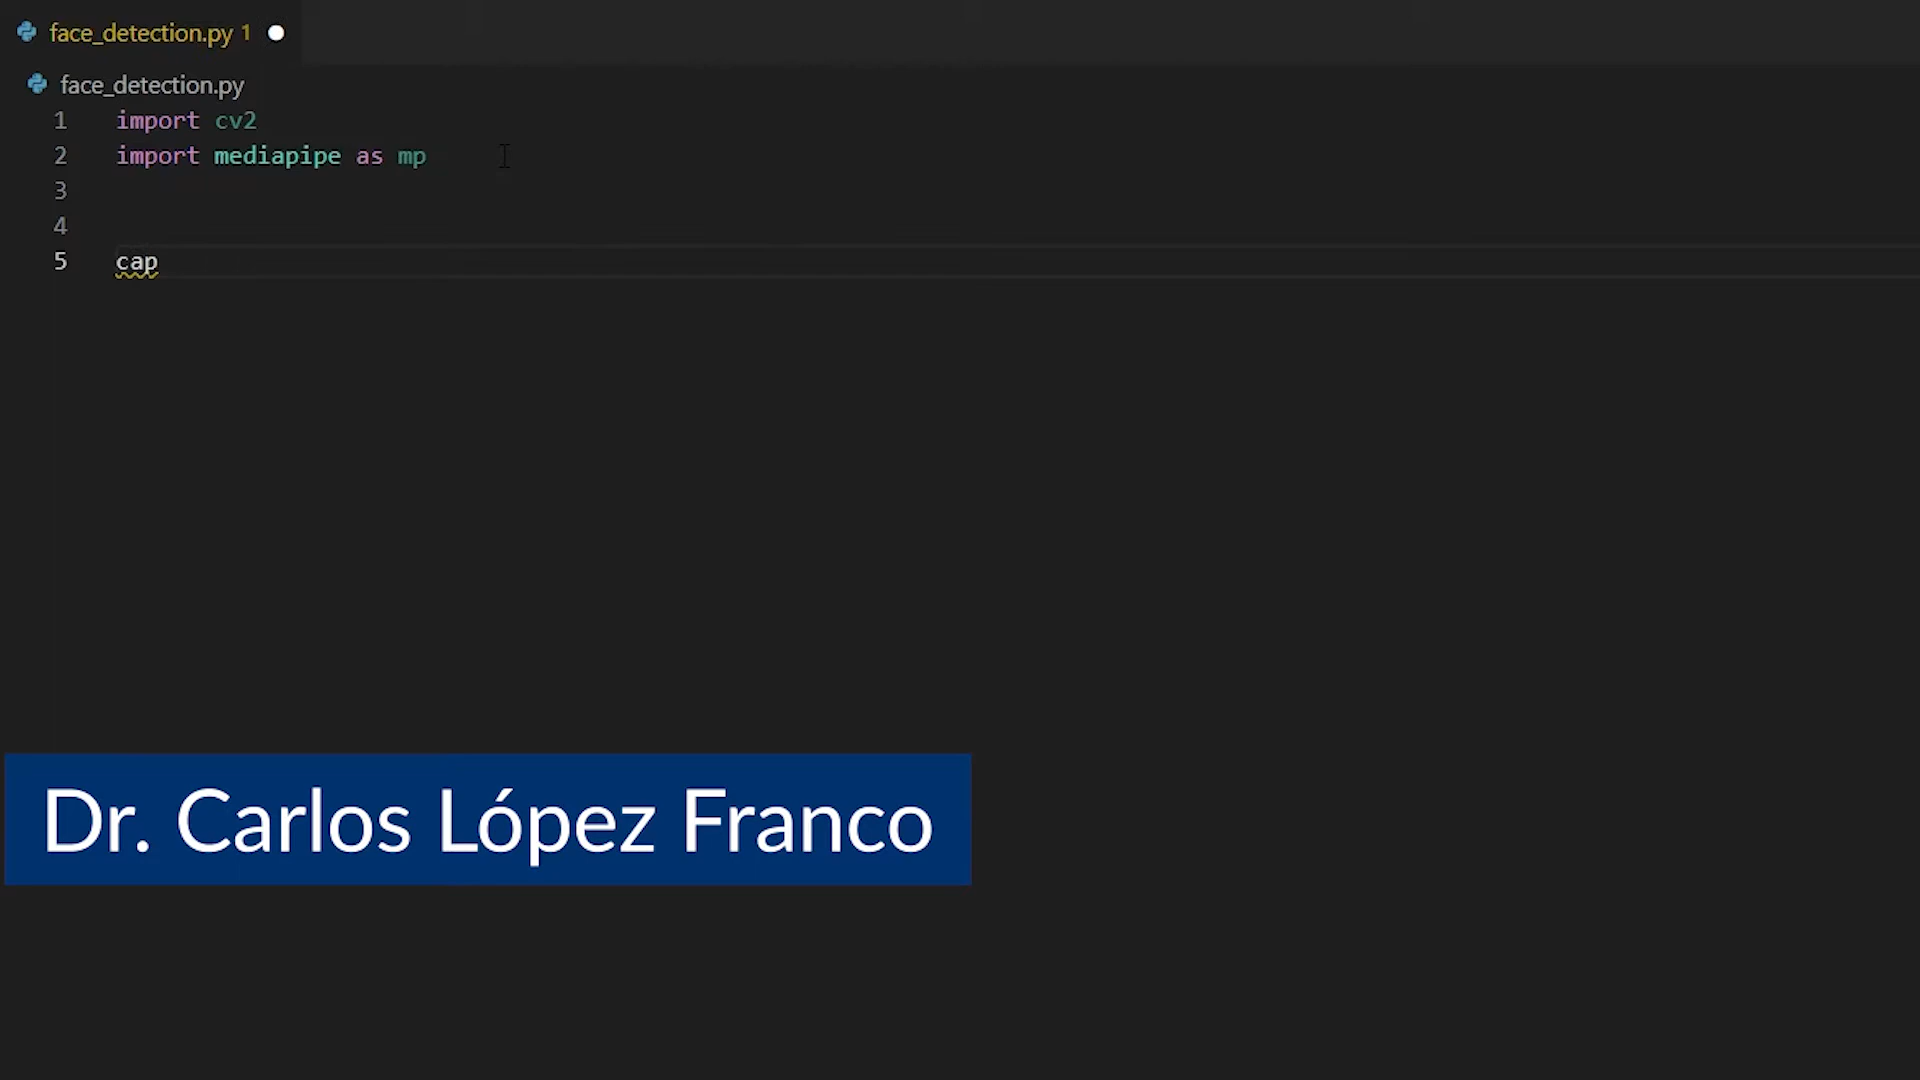 face_detection.py 1
face_detection.py
1 import cv2
2 import mediapipe as mp
3
4
5 cap
Dr. Carlos López Franco